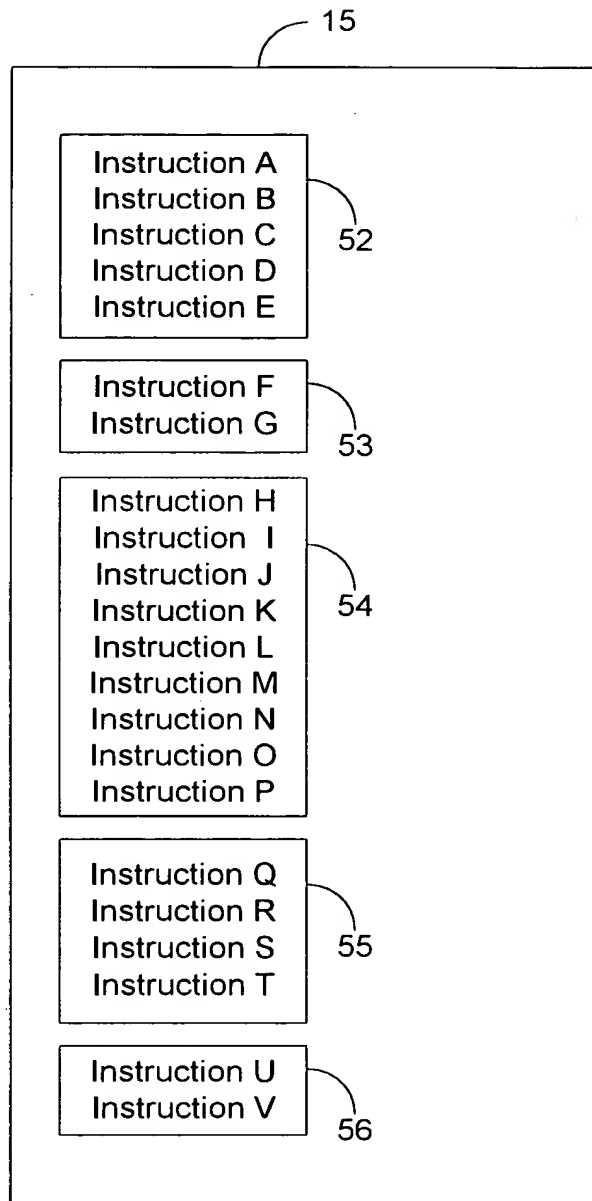 15
Instruction A
Instruction B
52
Instruction C
Instruction D
Instruction E
Instruction F
Instruction G
53
Instruction H
Instruction I
Instruction J
Instruction K
54
Instruction L
Instruction M
Instruction N
Instruction O
Instruction P
Instruction Q
Instruction R
Instruction S
55
Instruction T
Instruction U
Instruction V
56